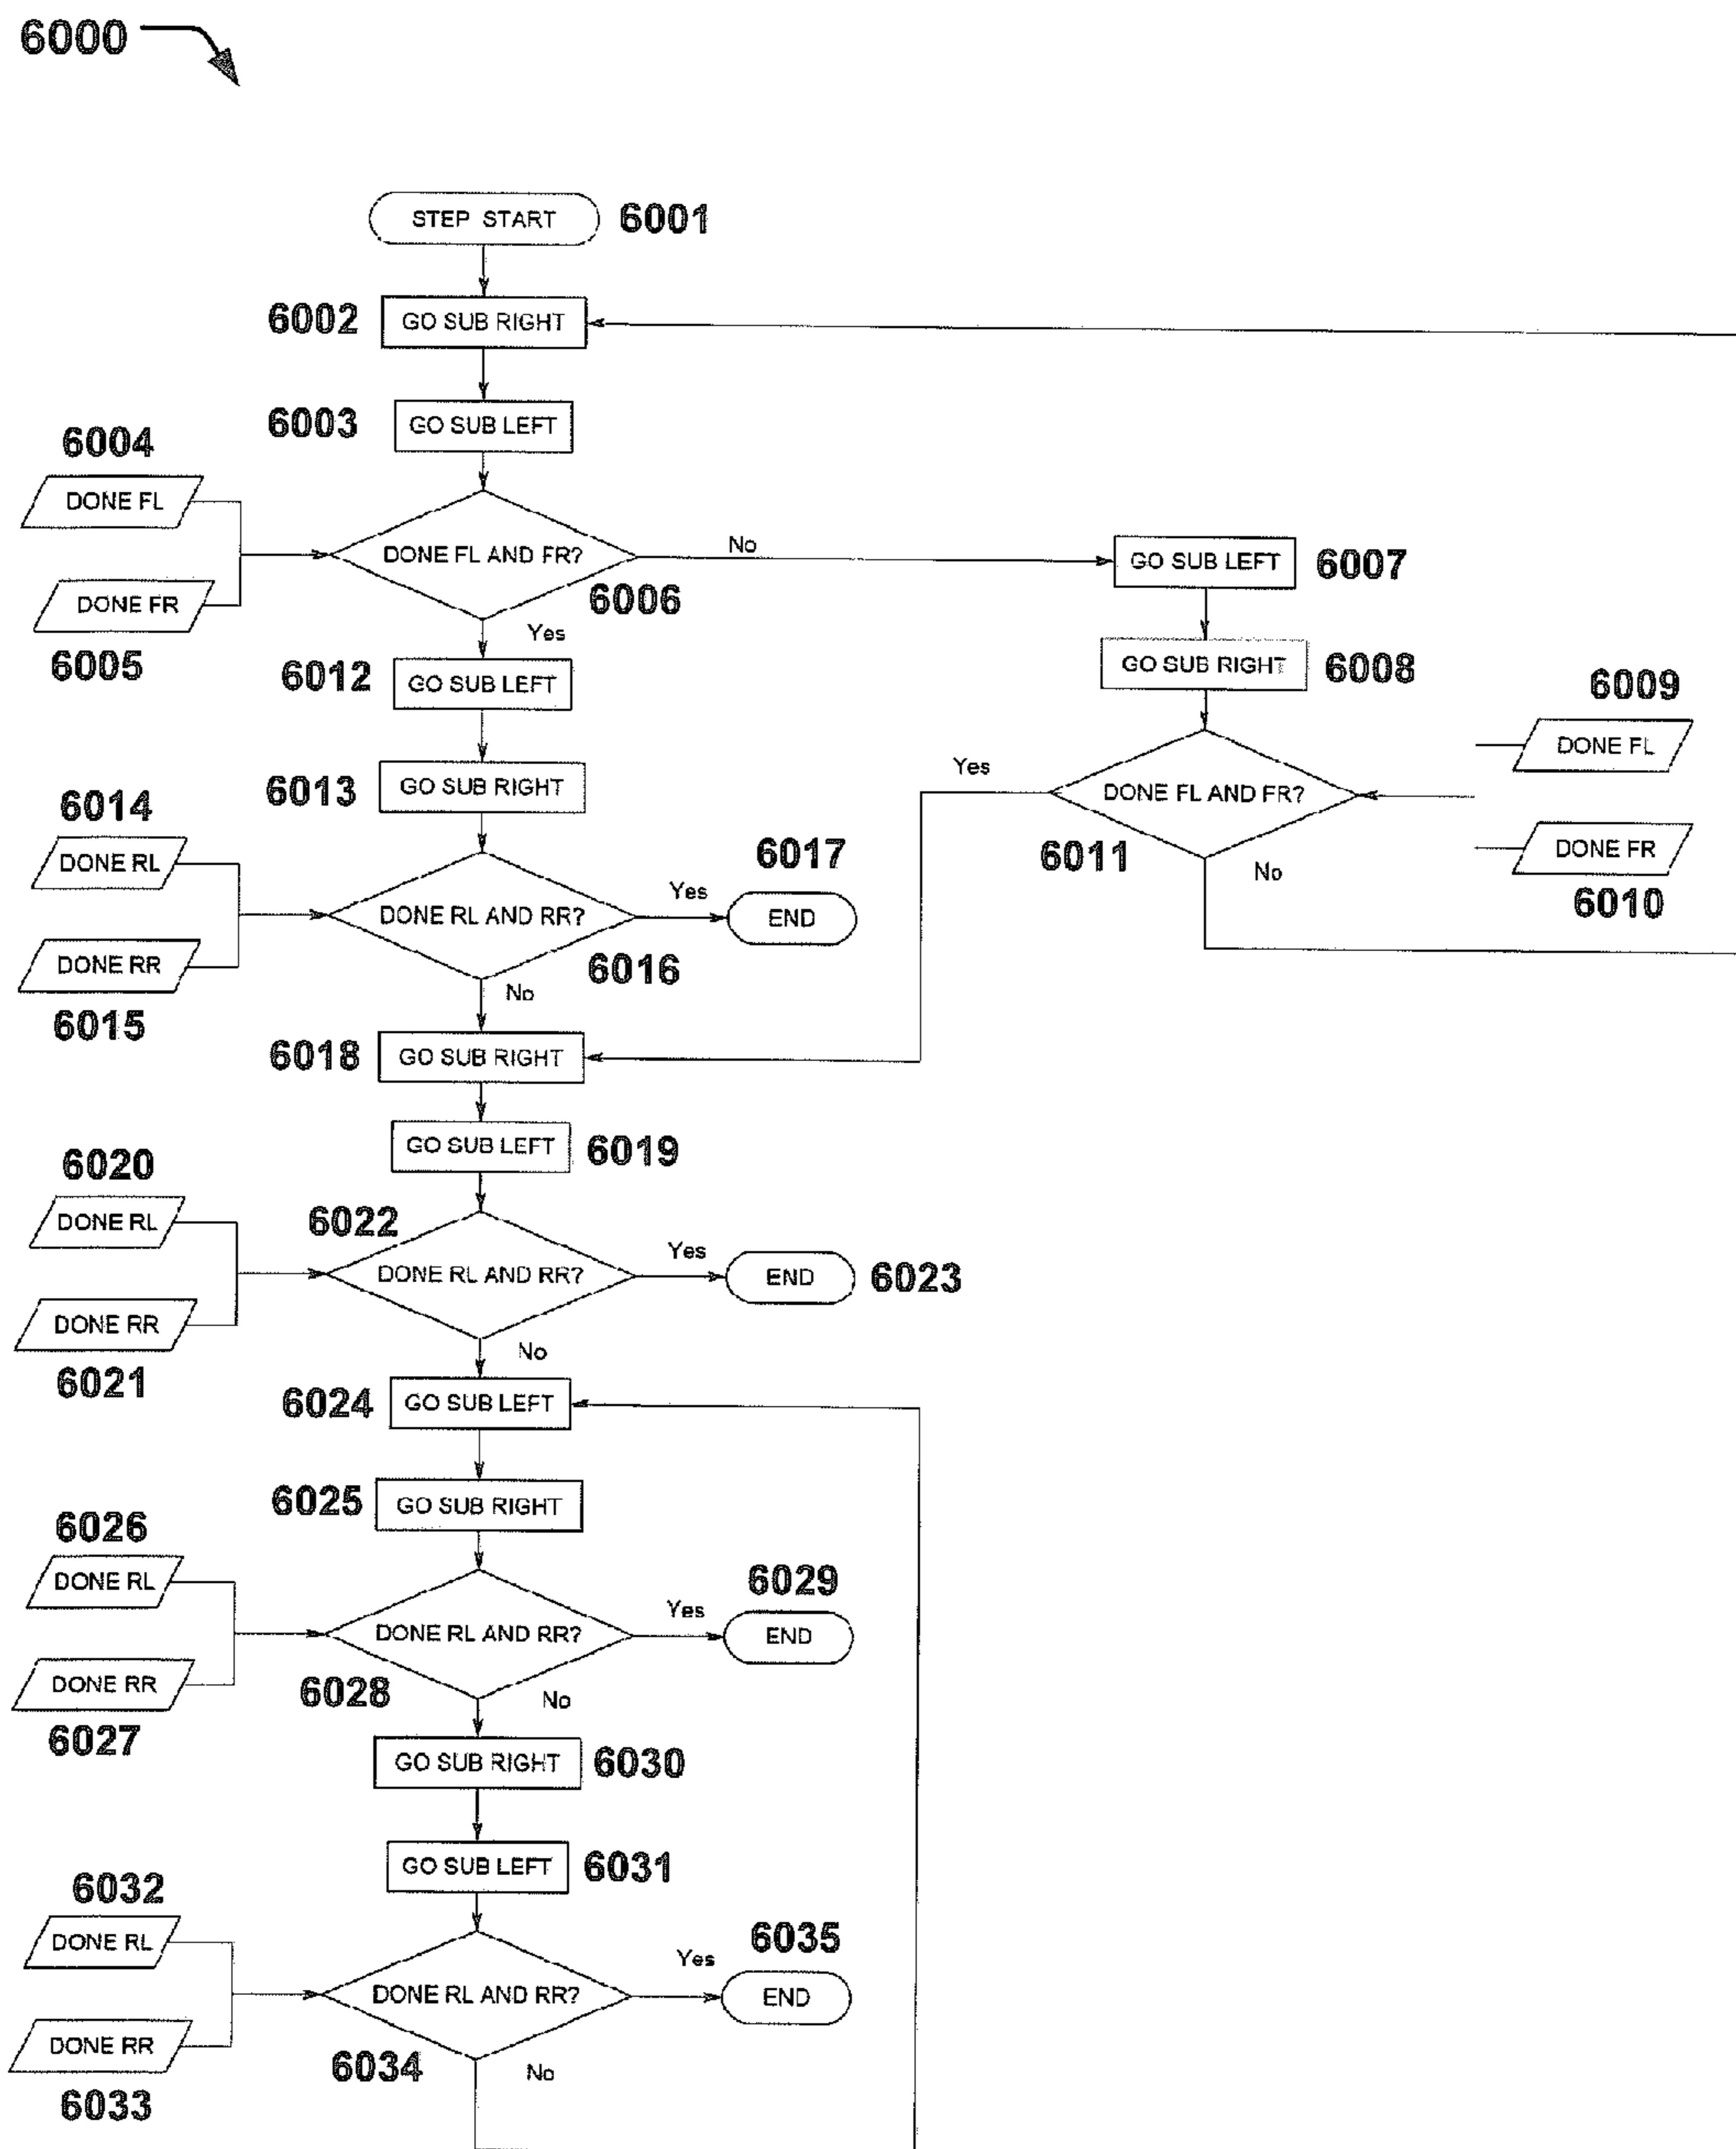 6000
STEP START 6001
6002 GO SUB RIGHT
6003 GO SUB LEFT
6004
DONE FL
DONE FL AND FR?
No
GO SUB LEFT 6007
DONE FR
6006
6005
Yes
6012 GO SUB LEFT
GO SUB RIGHT 6008
6009
DONE FL
6013 GO SUB RIGHT
Yes
DONE FL AND FR?
6014
6011
No
DONE FR
6010
DONE RL
DONE RL AND RR?
Yes
6017
END
DONE RR
6016
6015
No
6018 GO SUB RIGHT
GO SUB LEFT 6019
6020
DONE RL
6022
DONE RL AND RR?
Yes
END 6023
DONE RR
6021
No
6024 GO SUB LEFT
6025 GO SUB RIGHT
6026
DONE RL
DONE RL AND RR?
Yes
6029
END
DONE RR
6028
No
6027
GO SUB RIGHT 6030
GO SUB LEFT 6031
6032
DONE RL
DONE RL AND RR?
Yes
6035
END
DONE RR
6034
No
6033